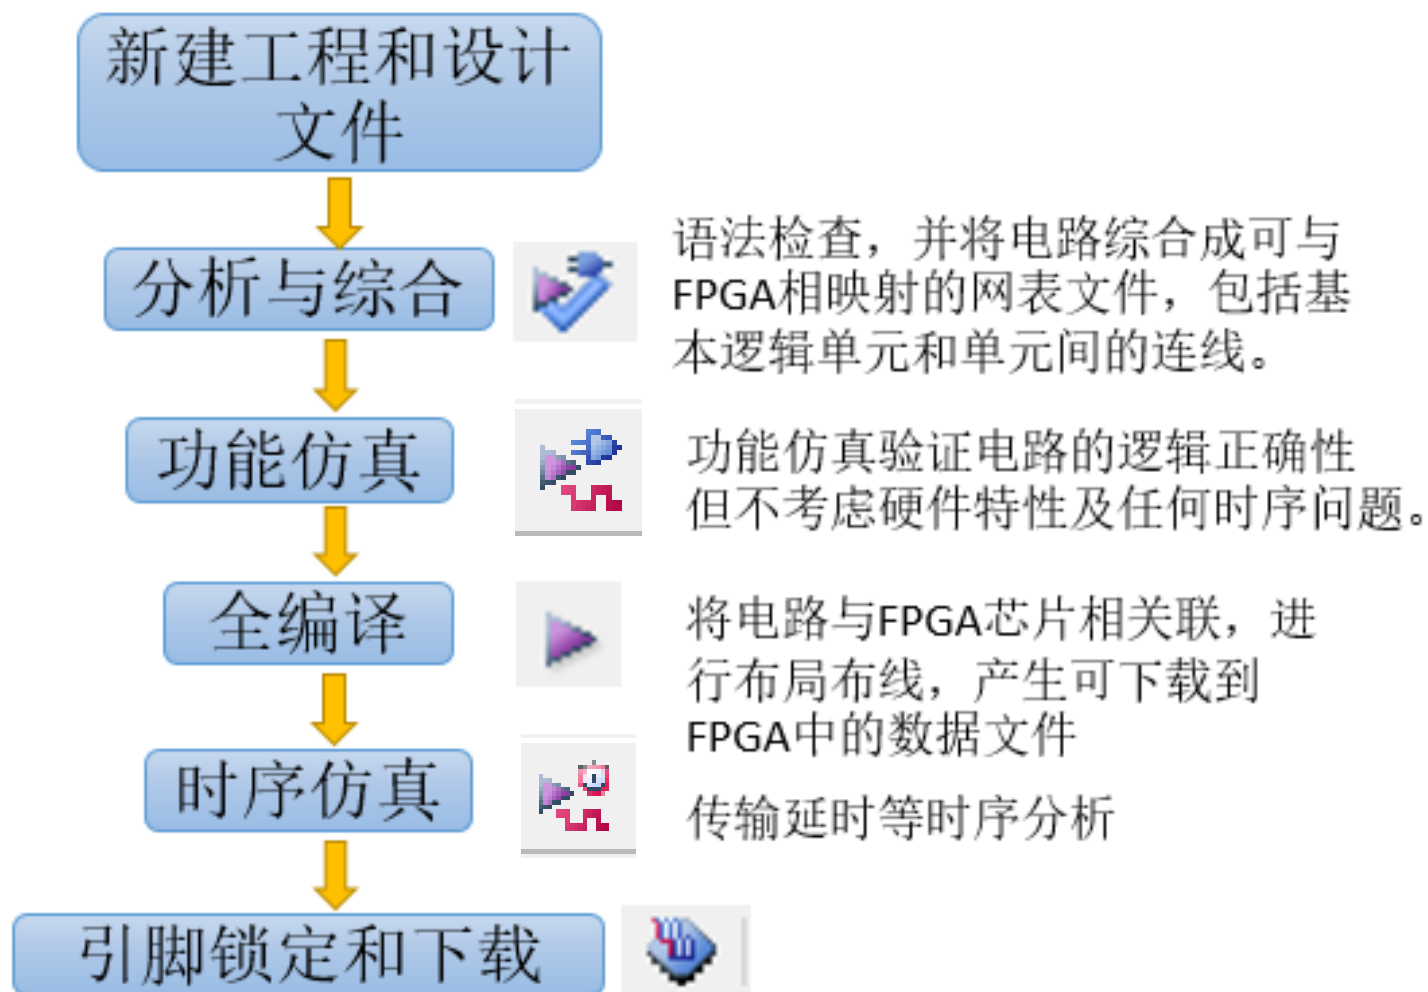 新建工程和设计
文件
分析与综合
语法检查，并将电路综合成可与
FPGA相映射的网表文件，包括基
本逻辑单元和单元间的连线。
功能仿真
功能仿真验证电路的逻辑正确性
但不考虑硬件特性及任何时序问题。
全编译
将电路与FPGA芯片相关联，进
行布局布线，产生可下载到
FPGA中的数据文件
时序仿真
传输延时等时序分析
引脚锁定和下载